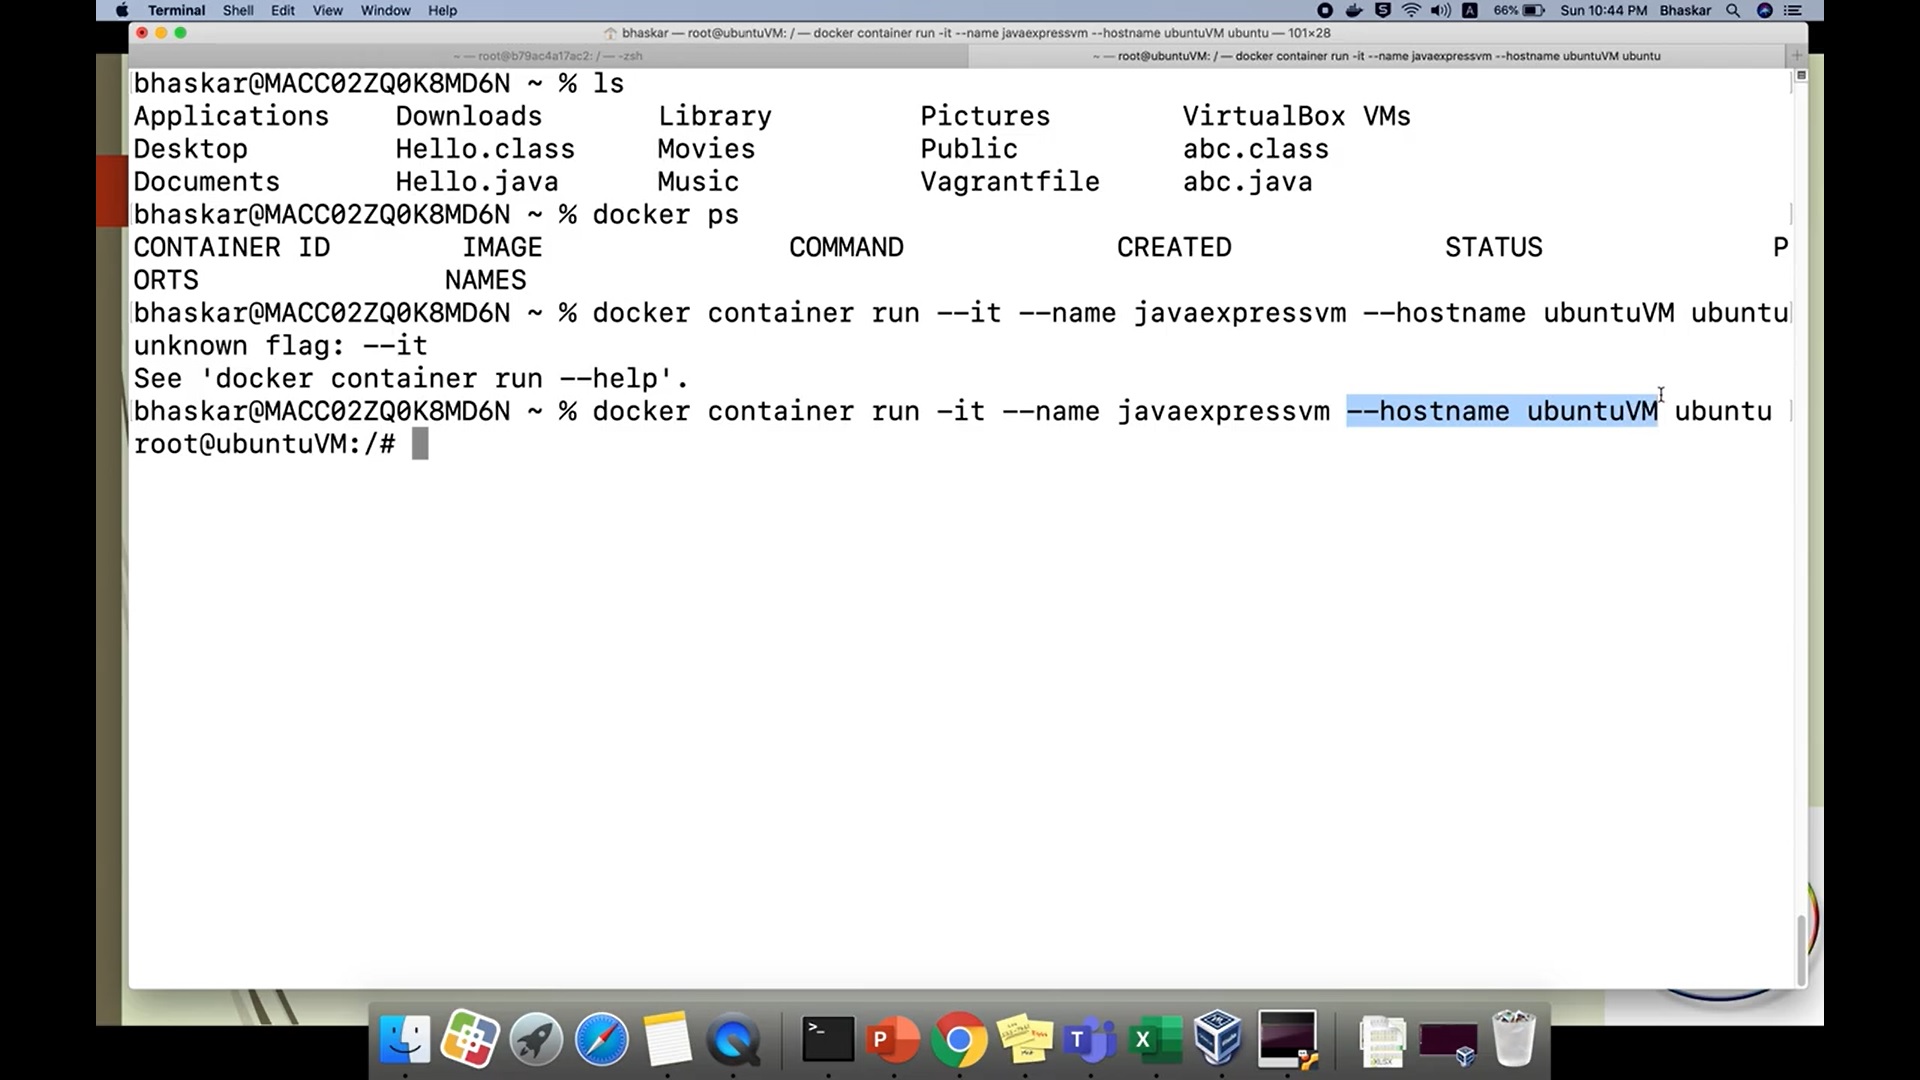 Terminal Shell Edit View Window Help 66% Sun 10:44 PM Bhaskar
bhaskar — root@ubuntuVM: / — docker container run -it --name javaexpressvm --hostname ubuntuVM ubuntu — 101×28
~ — root@b79ac4a17ac2: / — -zsh
~ — root@ubuntuVM: / — docker container run -it --name javaexpressvm --hostname ubuntuVM ubuntu
bhaskar@MACC02ZQ0K8MD6N ~ % ls
Applications Downloads Library Pictures VirtualBox VMs
Desktop Hello.class Movies Public abc.class
Documents Hello.java Music Vagrantfile abc.java
bhaskar@MACC02ZQ0K8MD6N ~ % docker ps
CONTAINER ID IMAGE COMMAND CREATED STATUS P
ORTS NAMES
bhaskar@MACC02ZQ0K8MD6N ~ % docker container run --it --name javaexpressvm --hostname ubuntuVM ubuntu
unknown flag: --it
See 'docker container run --help'.
bhaskar@MACC02ZQ0K8MD6N ~ % docker container run -it --name javaexpressvm --hostname ubuntuVM ubuntu
root@ubuntuVM:/#